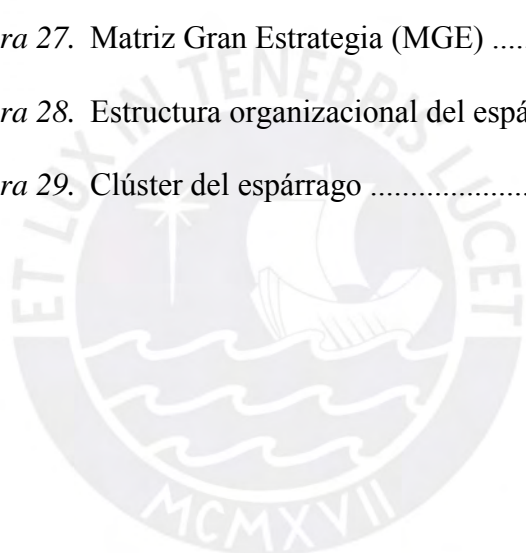 ra 27. Matriz Gran Estrategia (MGE) .....
ra 28. Estructura organizacional del espá
ra 29. Clúster del espárrago ....................
ET LUX IN TENEBRIS LUCET
MCMXVII